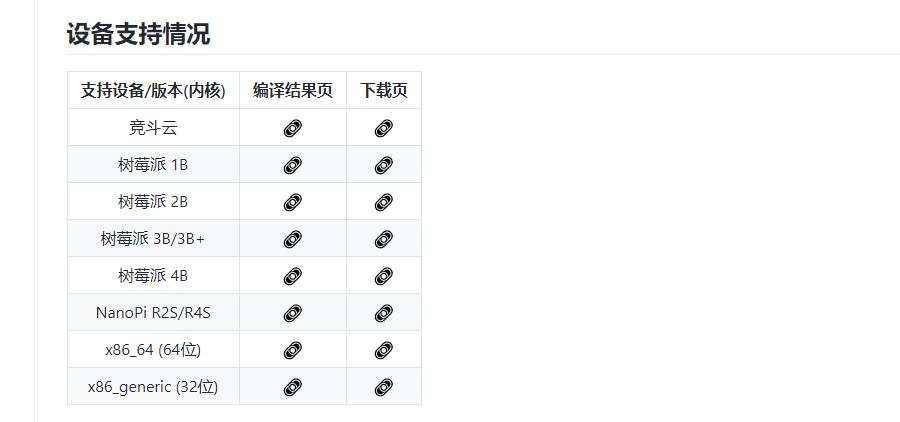 设备支持情况
支持设备/版本(内核) 编译结果页 下载页
竞斗云
树莓派 1B
树莓派 2B
树莓派 3B/3B+
树莓派 4B
NanoPi R2S/R4S
x86_64 (64位)
x86_generic (32位)